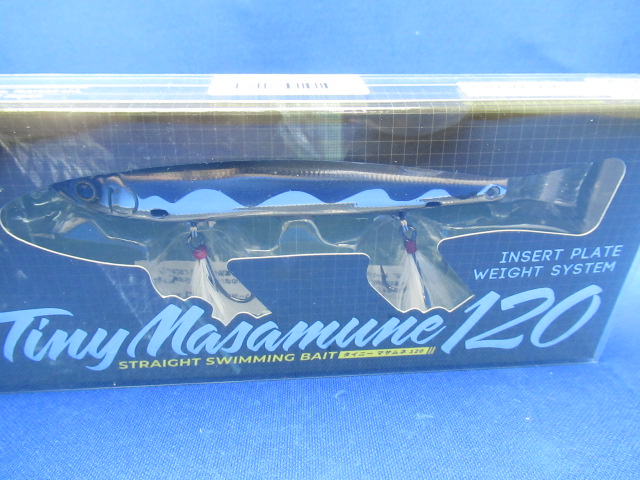 INSERT PLATE
WEIGHT SYSTEM
Tiny Masamune 120
STRAIGHT SWIMMING BAIT タイニー マサムネ 120